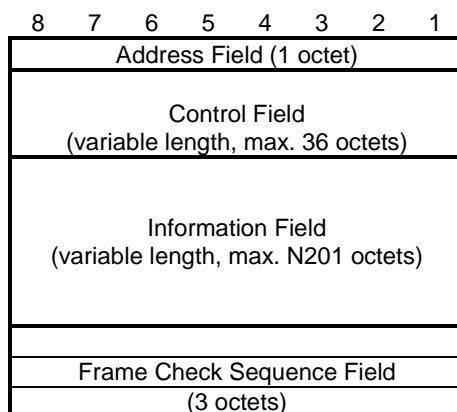 8 7 6 5 4 3 2 1
Address Field (1 octet)
Control Field
(variable length, max. 36 octets)
Information Field
(variable length, max. N201 octets)
Frame Check Sequence Field
(3 octets)